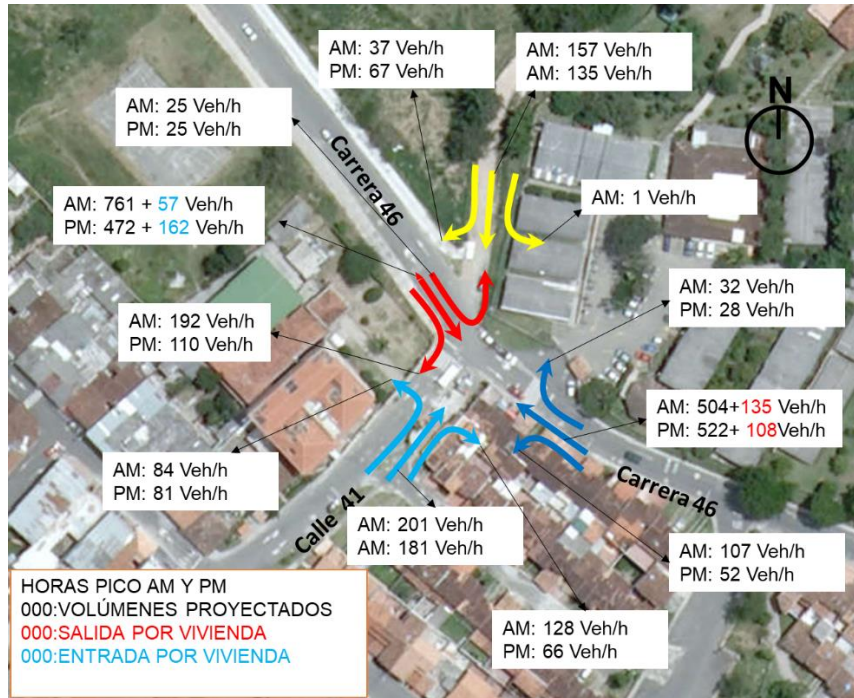 AM: 37 Veh/h
PM: 67 Veh/h
AM: 157 Veh/h
AM: 135 Veh/h
N
AM: 25 Veh/h
PM: 25 Veh/h
Carrera 46
AM: 761 + 57 Veh/h
PM: 472 + 162 Veh/h
AM: 1 Veh/h
AM: 32 Veh/h
PM: 28 Veh/h
AM: 192 Veh/h
PM: 110 Veh/h
AM: 504+135 Veh/h
PM: 522+ 108Veh/h
AM: 84 Veh/h
PM: 81 Veh/h
Calle 41
Carrera 46
AM: 201 Veh/h
AM: 181 Veh/h
AM: 107 Veh/h
PM: 52 Veh/h
HORAS PICO AM Y PM
000:VOLÚMENES PROYECTADOS
000:SALIDA POR VIVIENDA
000:ENTRADA POR VIVIENDA
AM: 128 Veh/h
PM: 66 Veh/h